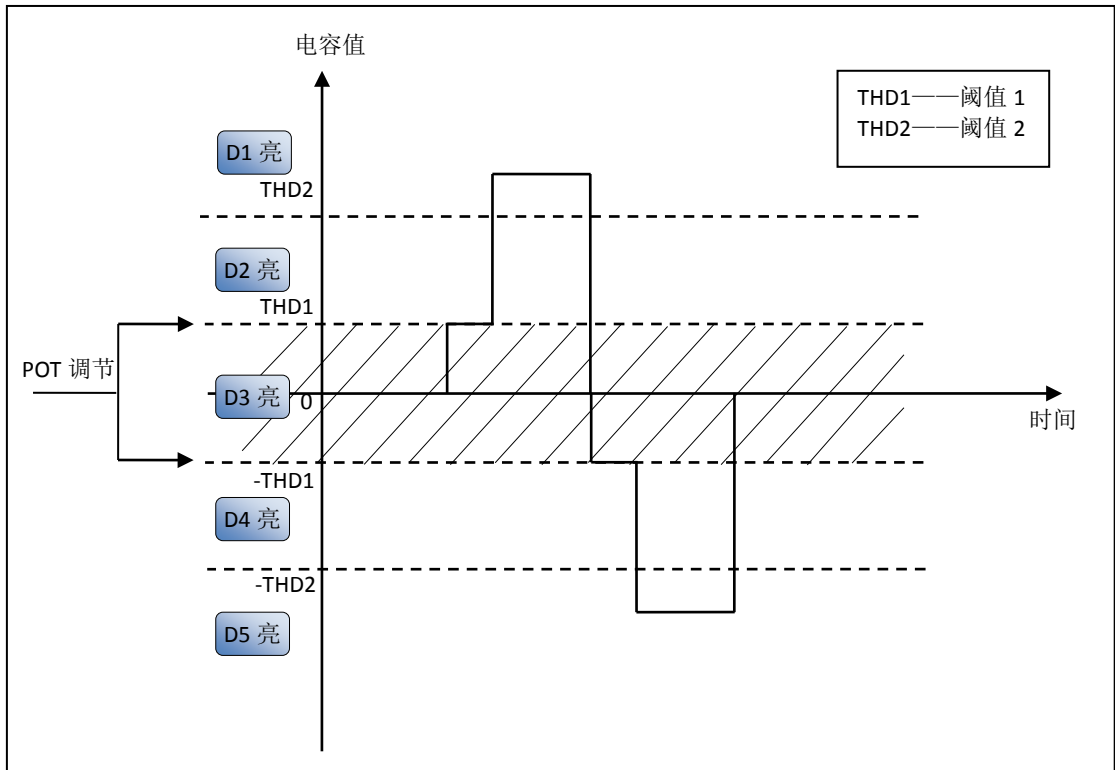 电容值
THD1——阈值 1
THD2——阈值 2
D1 亮
THD2
D2 亮
THD1
POT 调节
D3 亮
0
时间
-THD1
D4 亮
-THD2
D5 亮